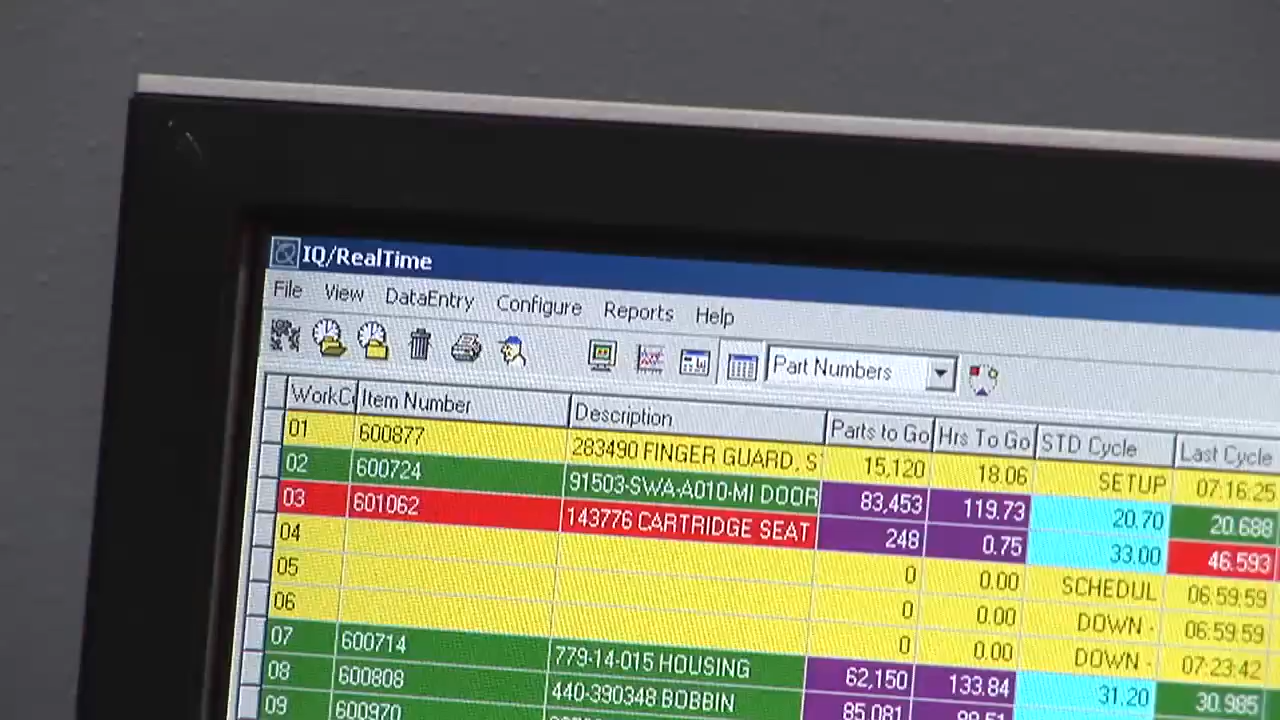 IQ/RealTime
File View DataEntry Configure Reports Help
Part Numbers
WorkC Item Number Description Parts to Go Hrs To Go STD Cycle Last Cycle
01 600877 283490 FINGER GUARD, S 15,120 18.06 SETUP 07:16:25
02 600724 91503-SWA-A010-MI DOOR 83,453 119.73 20.70 20.688
03 601062 143776 CARTRIDGE SEAT 248 0.75 33.00 46.593
04 0 0.00 SCHEDUL 06:59:59
05 0 0.00 DOWN - 06:59:59
06 0 0.00 DOWN - 07:23:42
07 600714 779-14-015 HOUSING 62,150 133.84 31.20 30.985
08 600808 440-390348 BOBBIN 85,081
09 600970